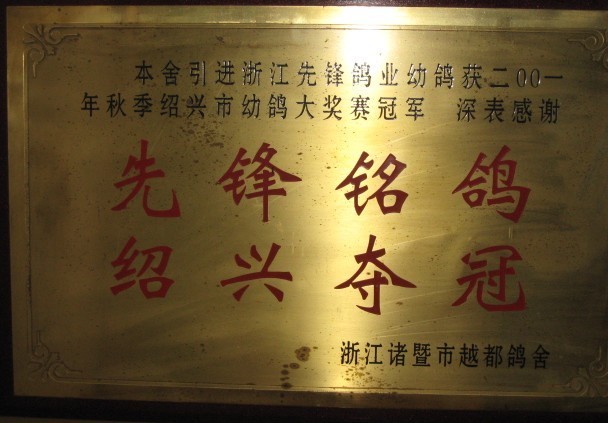 本舍引进浙江先锋鸽业幼鸽获二00一
年秋季绍兴市幼鸽大奖赛冠军 深表感谢
先锋铭鸽
绍兴夺冠
浙江诸暨市越都鸽舍